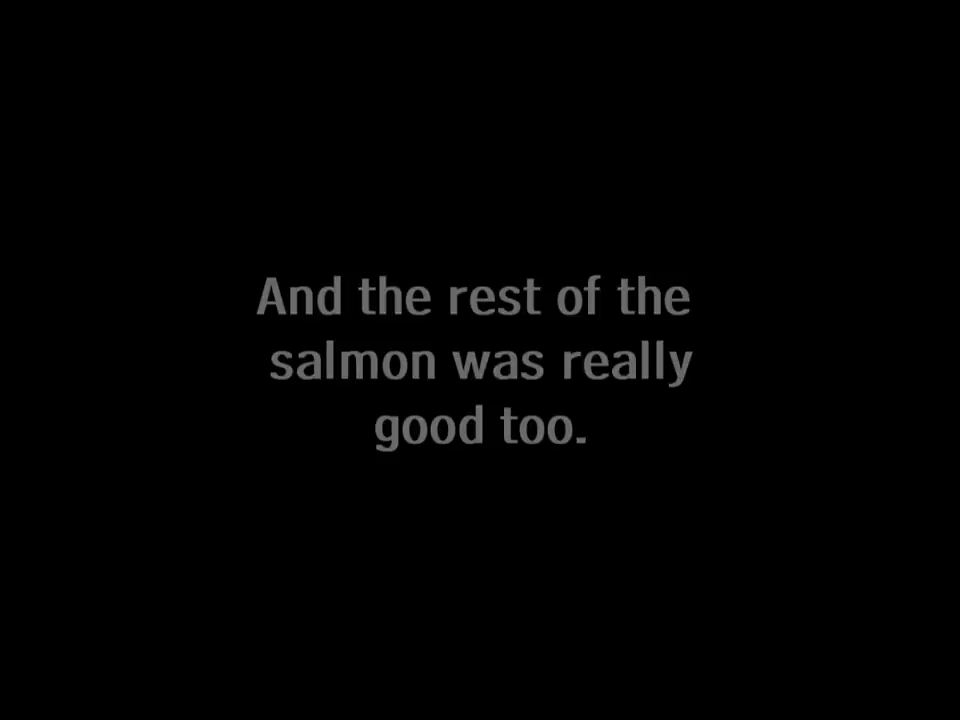 And the rest of the
salmon was really
good too.